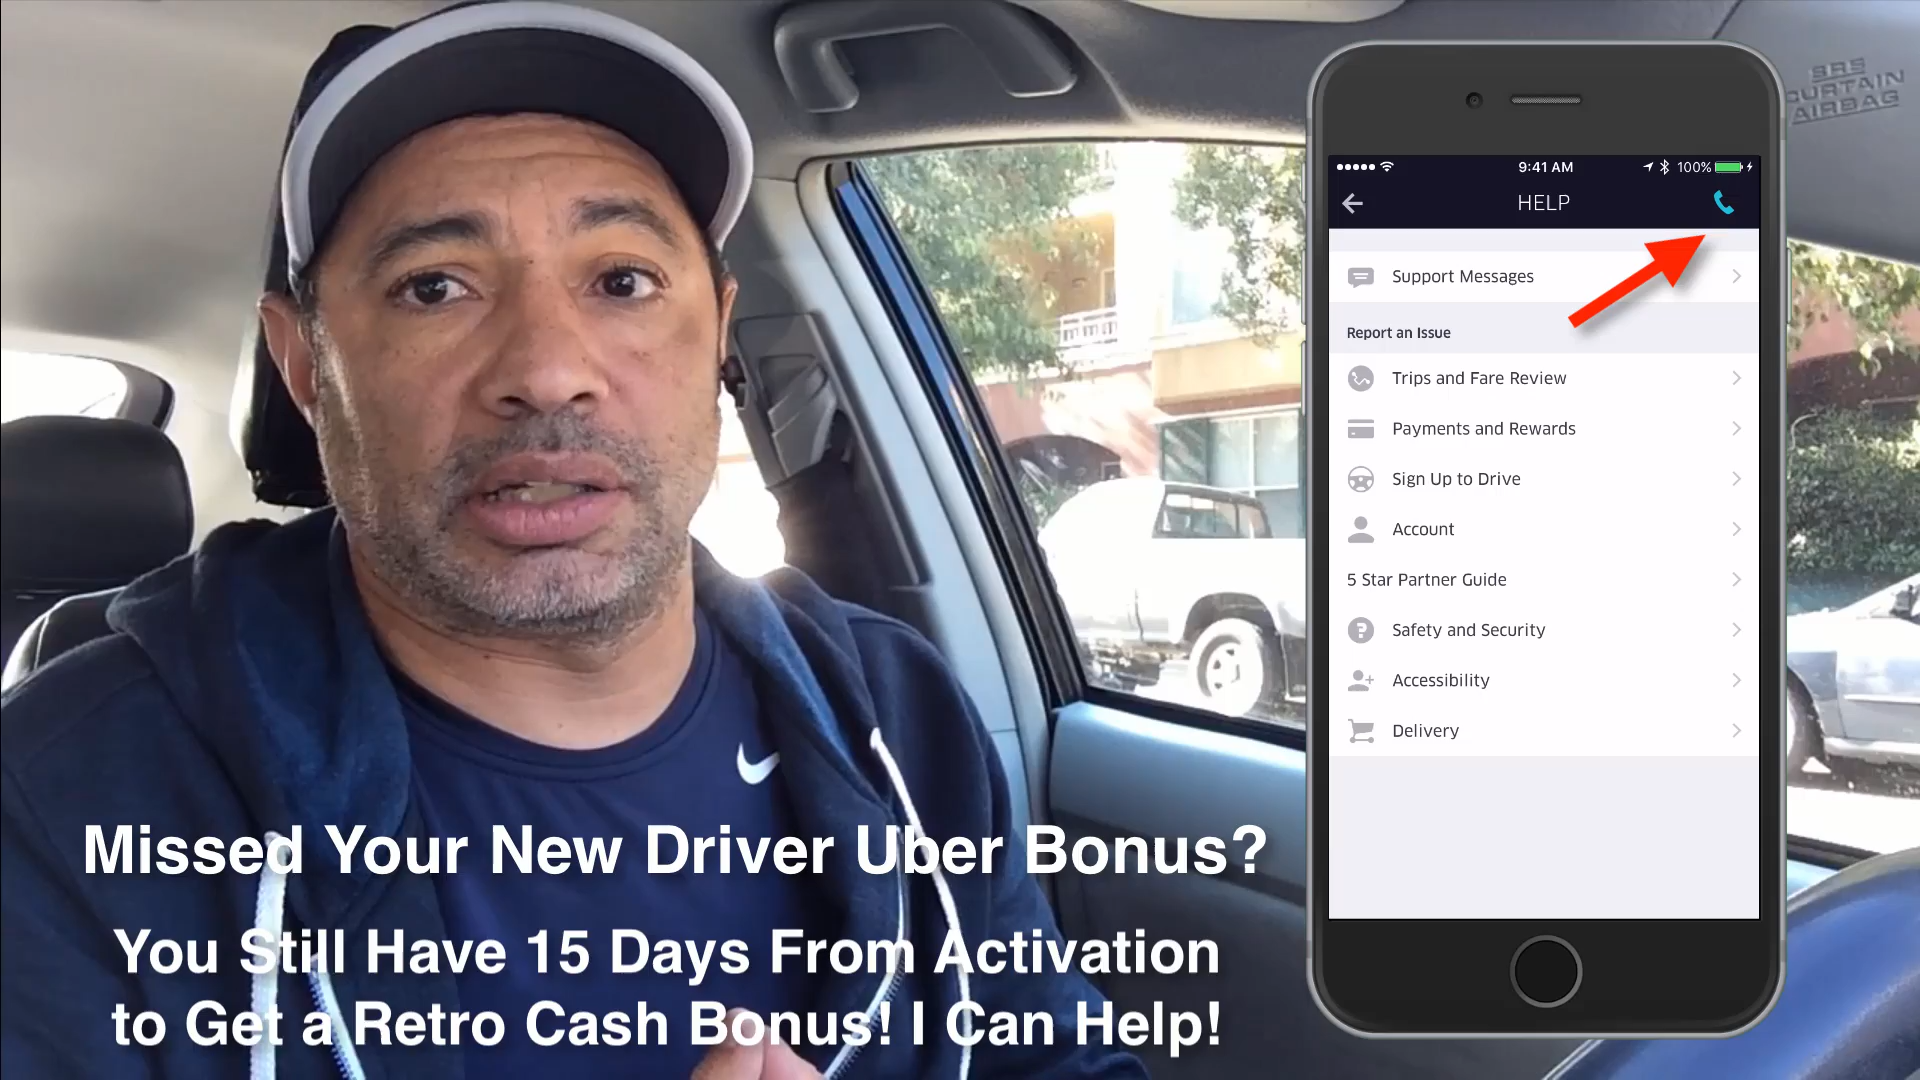 SRS
CURTAIN
AIRBAG
9:41 AM
100%
HELP
Support Messages
Report an Issue
Trips and Fare Review
Payments and Rewards
Sign Up to Drive
Account
5 Star Partner Guide
Safety and Security
Accessibility
Delivery
Missed Your New Driver Uber Bonus?
You Still Have 15 Days From Activation
to Get a Retro Cash Bonus! I Can Help!